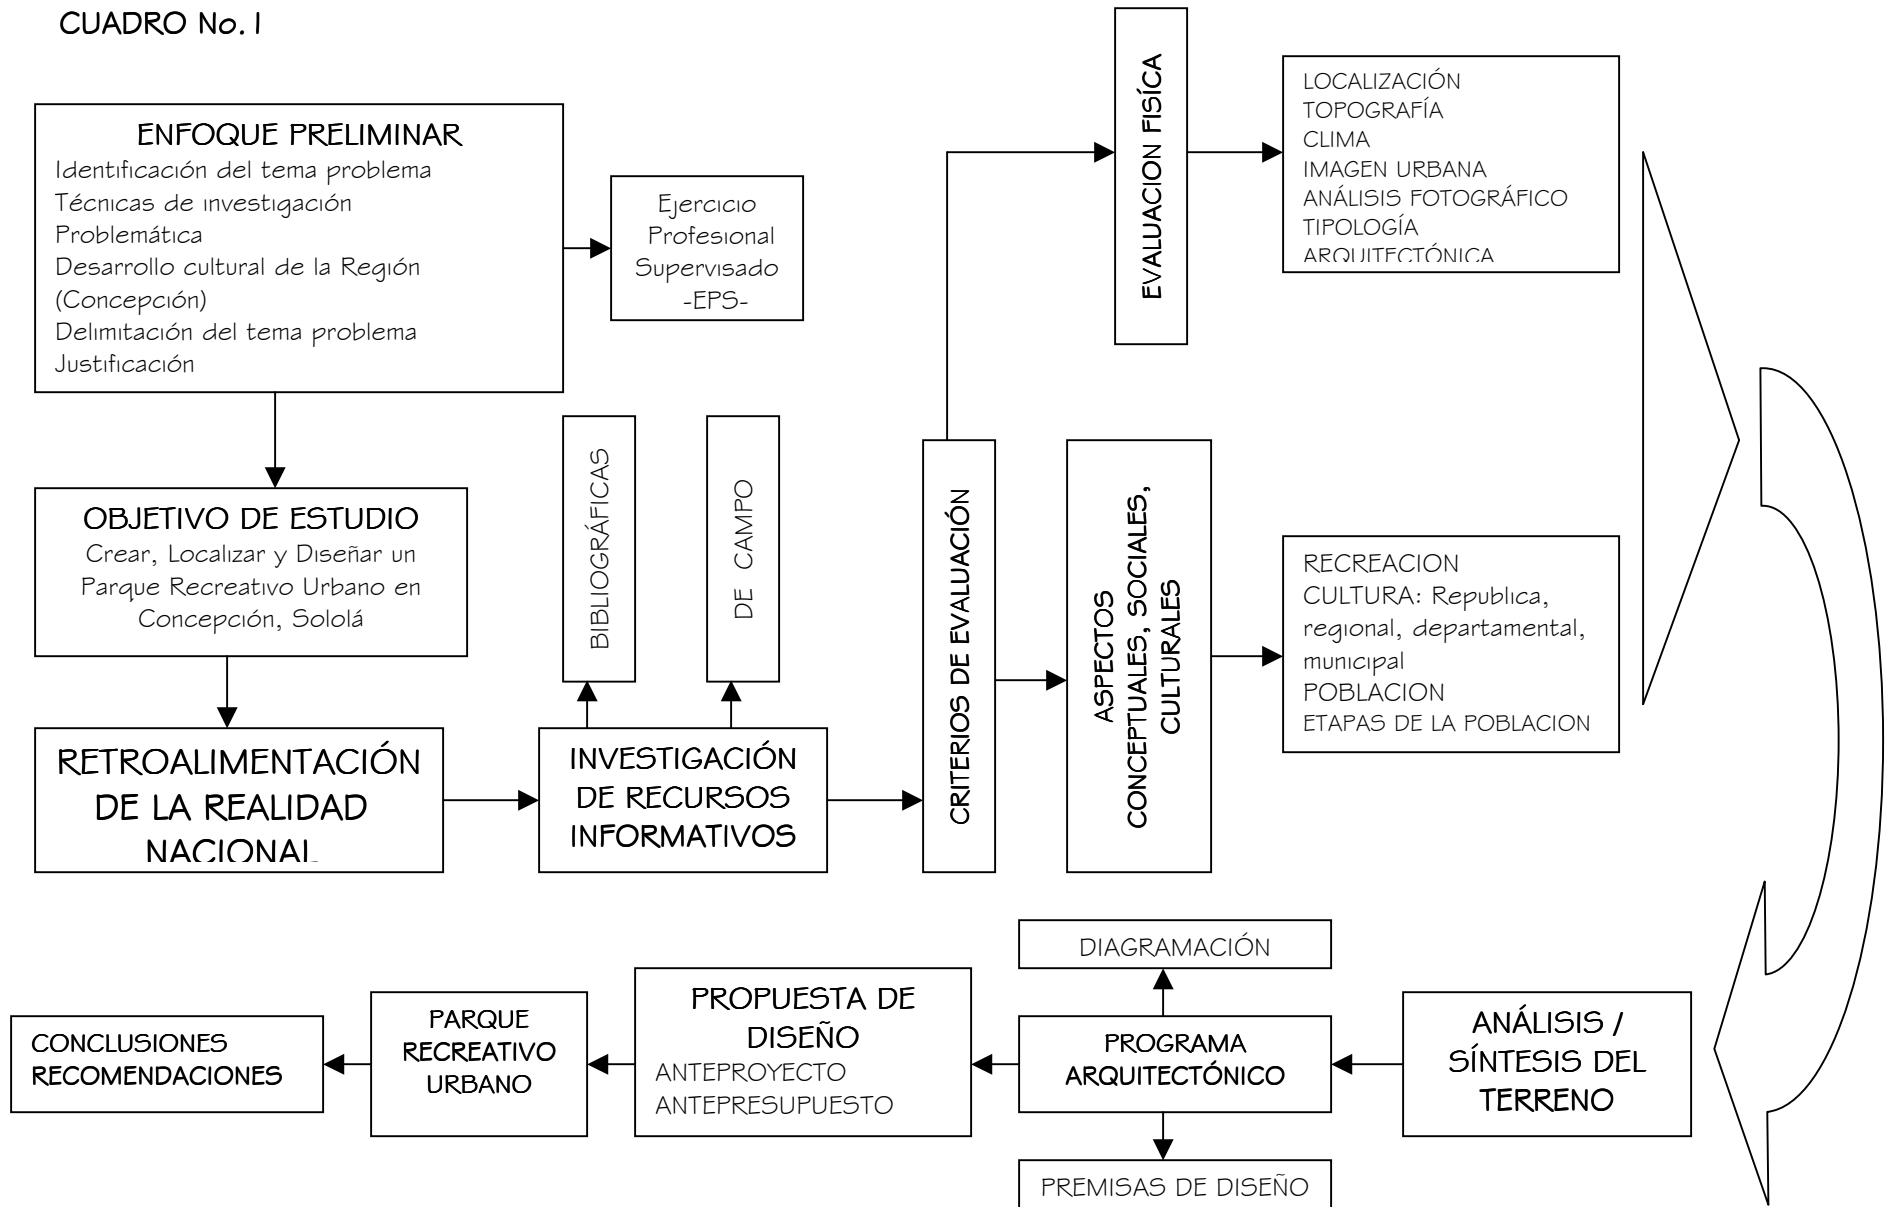 CUADRO No. 1
ENFOQUE PRELIMINAR
Identificación del tema problema
Técnicas de investigación
Problemática
Desarrollo cultural de la Región
(Concepción)
Delimitación del tema problema
Justificación
Ejercicio
Profesional
Supervisado
-EPS-
OBJETIVO DE ESTUDIO
Crear, Localizar y Diseñar un
Parque Recreativo Urbano en
Concepción, Sololá
RETROALIMENTACIÓN
DE LA REALIDAD
NACIONAL
BIBLIOGRÁFICAS
DE CAMPO
INVESTIGACIÓN
DE RECURSOS
INFORMATIVOS
CRITERIOS DE EVALUACIÓN
EVALUACION FISÍCA
LOCALIZACIÓN
TOPOGRAFÍA
CLIMA
IMAGEN URBANA
ANÁLISIS FOTOGRÁFICO
TIPOLOGÍA
ARQUITECTÓNICA
ASPECTOS
CONCEPTUALES, SOCIALES,
CULTURALES
RECREACION
CULTURA: Republica,
regional, departamental,
municipal
POBLACION
ETAPAS DE LA POBLACION
ANÁLISIS /
SÍNTESIS DEL
TERRENO
DIAGRAMACIÓN
PROGRAMA
ARQUITECTÓNICO
PREMISAS DE DISEÑO
PROPUESTA DE
DISEÑO
ANTEPROYECTO
ANTEPRESUPUESTO
PARQUE
RECREATIVO
URBANO
CONCLUSIONES
RECOMENDACIONES